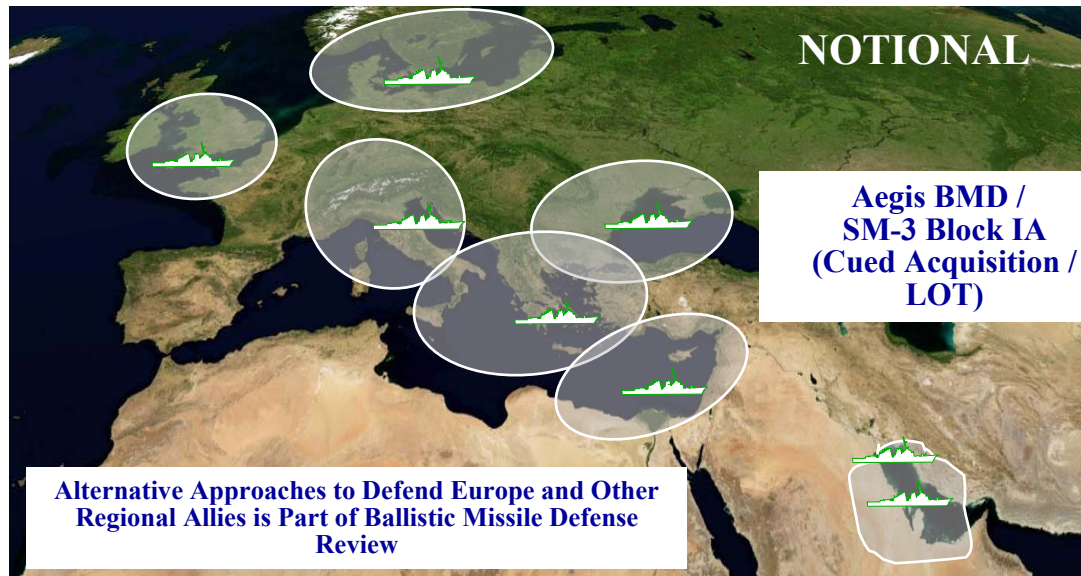 NOTIONAL
Aegis BMD /
SM-3 Block IA
(Cued Acquisition /
LOT)
Alternative Approaches to Defend Europe and Other
Regional Allies is Part of Ballistic Missile Defense
Review